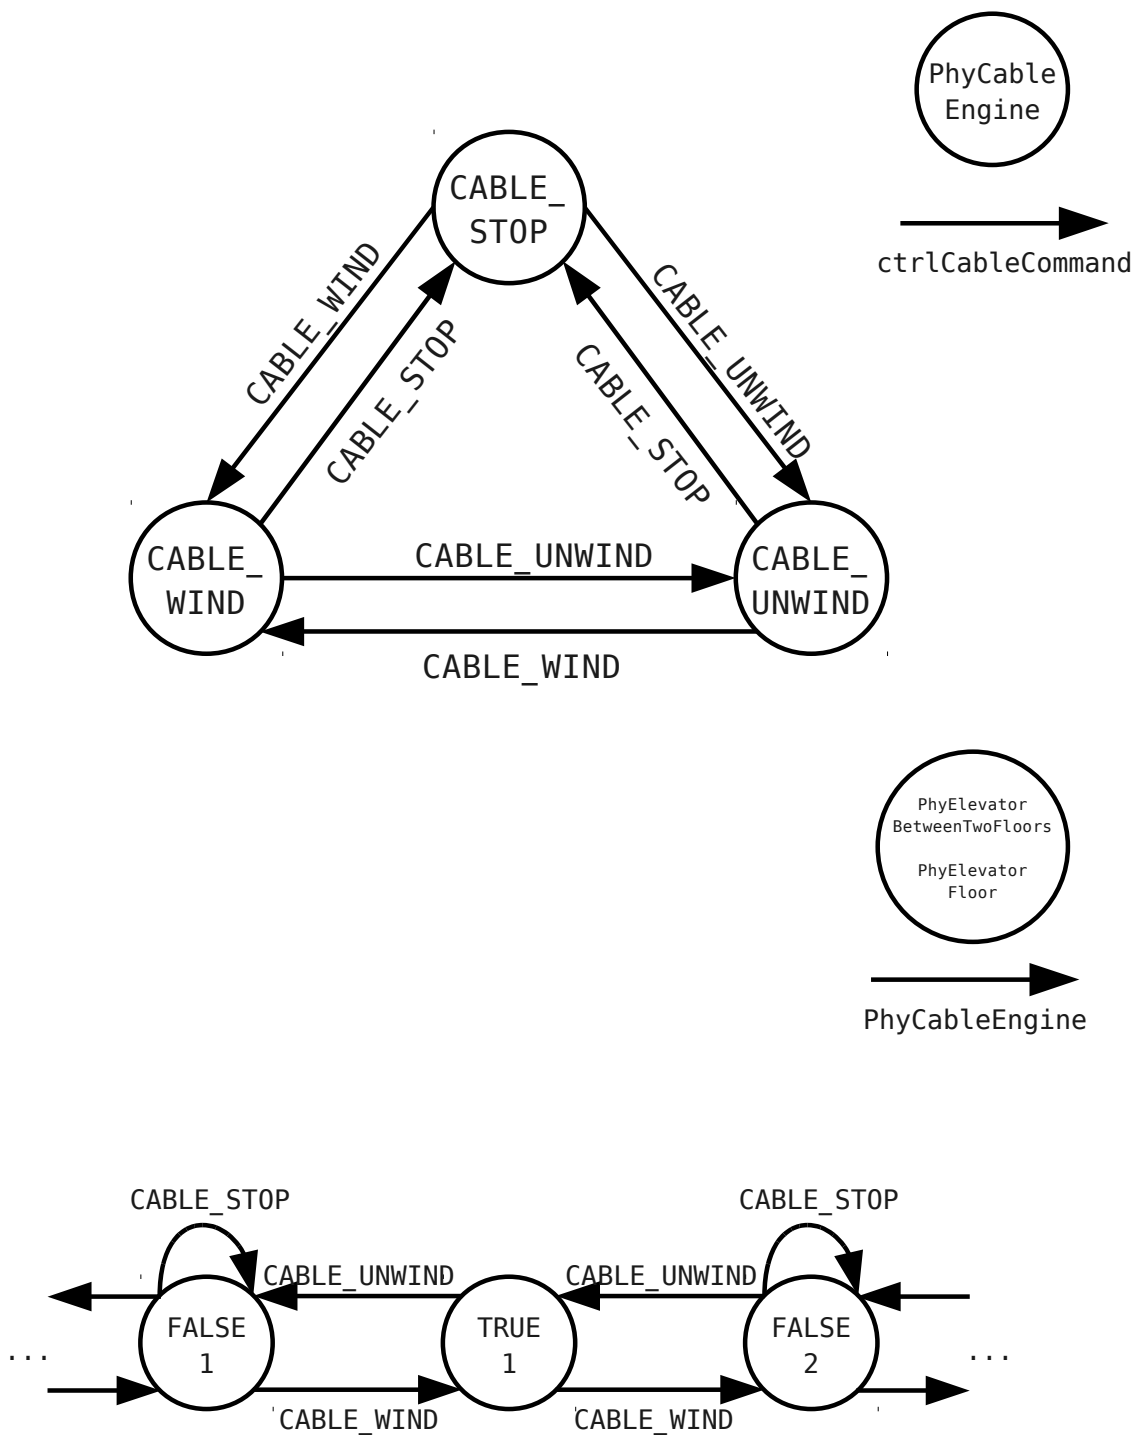 PhyCable
Engine
ctrlCableCommand
CABLE_
STOP
CABLE_WIND
CABLE_STOP
CABLE_STOP
CABLE_UNWIND
CABLE_
WIND
CABLE_UNWIND
CABLE_
UNWIND
CABLE_WIND
PhyElevator
BetweenTwoFloors
PhyElevator
Floor
PhyCableEngine
CABLE_STOP
CABLE_STOP
CABLE_UNWIND
CABLE_UNWIND
...
FALSE
1
TRUE
1
FALSE
2
...
CABLE_WIND
CABLE_WIND